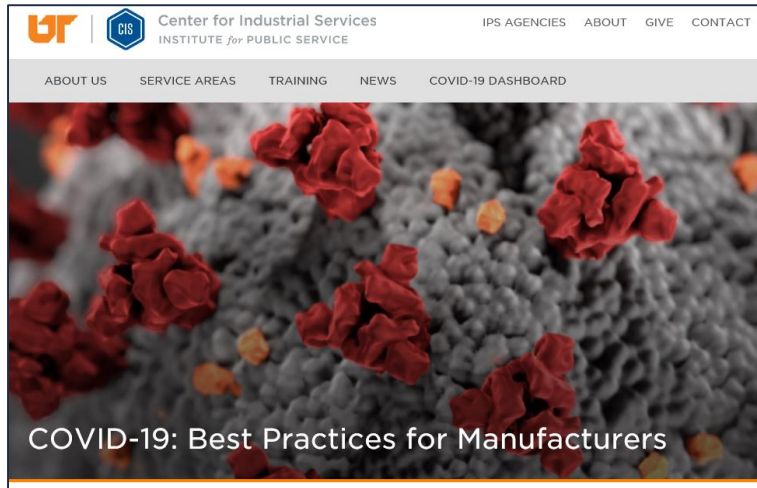 UT
CIS
Center for Industrial Services
INSTITUTE for PUBLIC SERVICE
IPS AGENCIES ABOUT GIVE CONTACT
ABOUT US SERVICE AREAS TRAINING NEWS COVID-19 DASHBOARD
COVID-19: Best Practices for Manufacturers